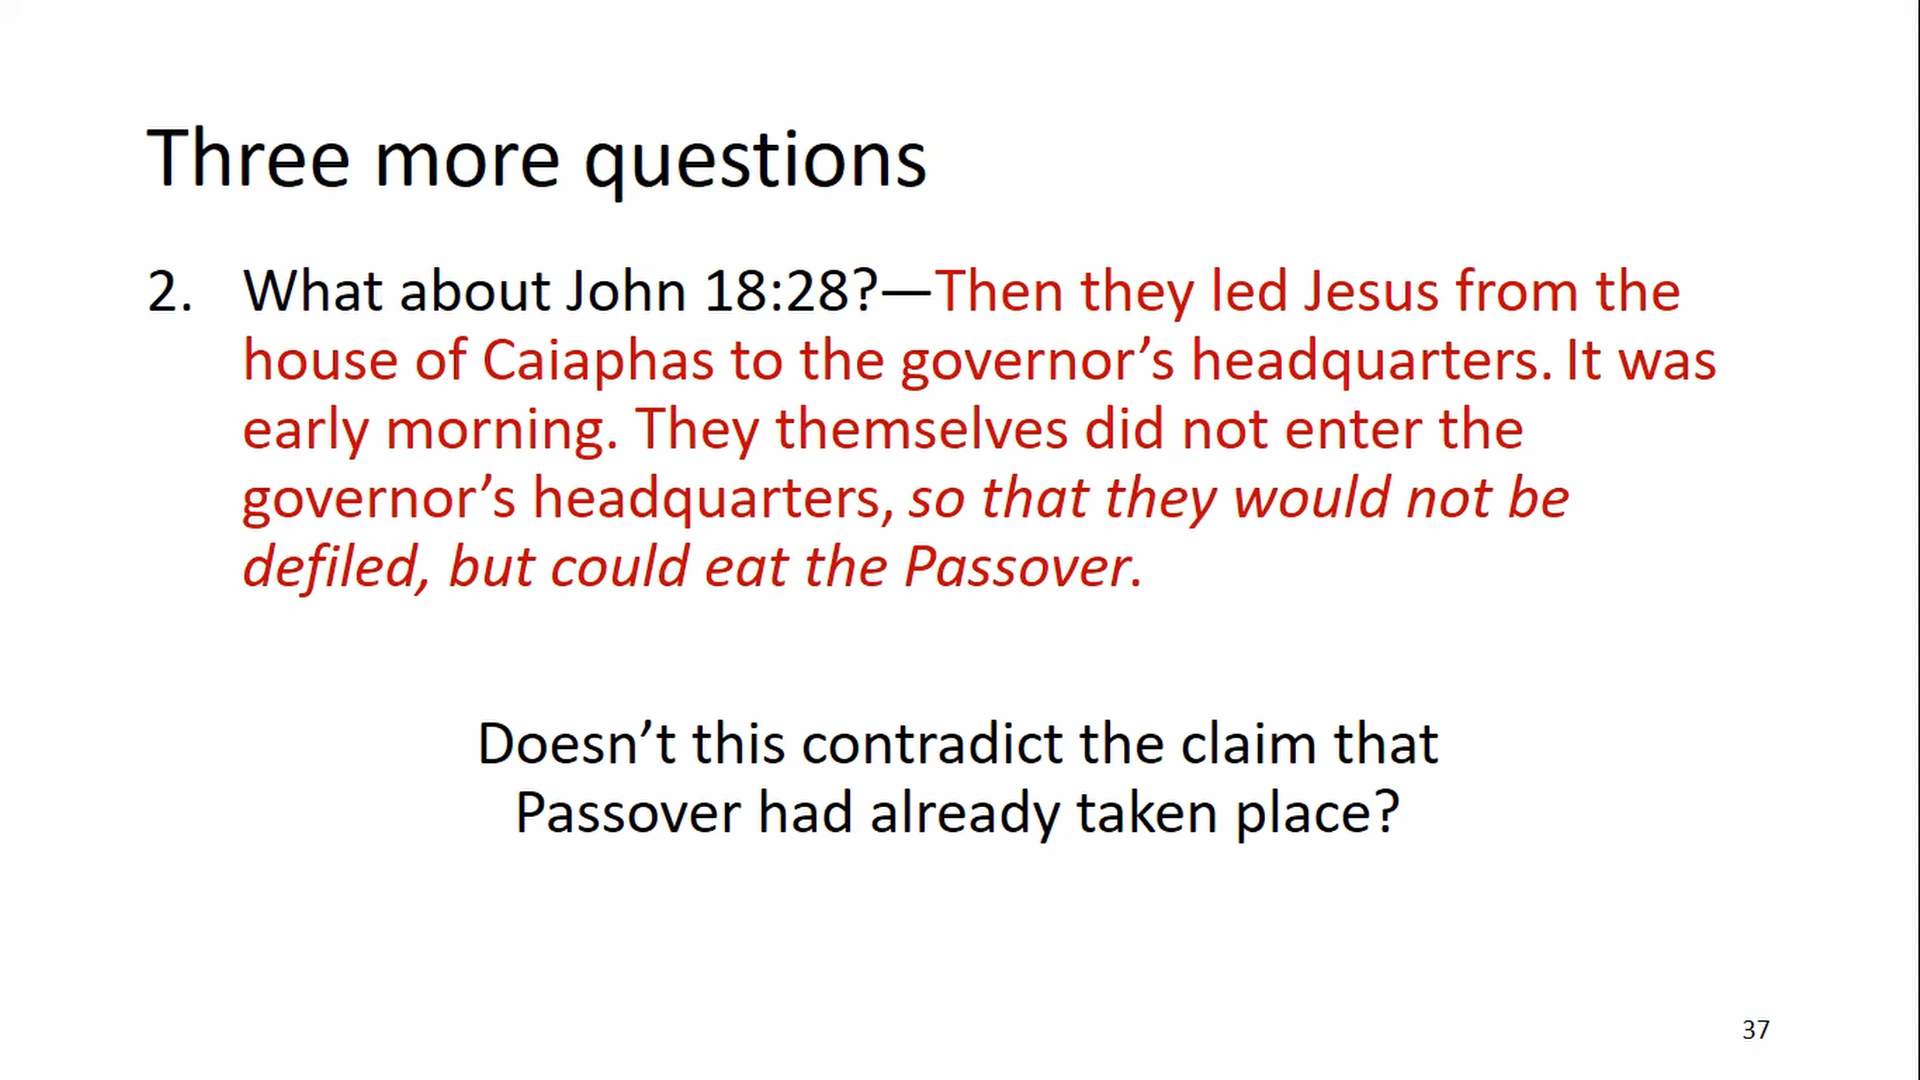 Three more questions
2. What about John 18:28?—Then they led Jesus from the
house of Caiaphas to the governor’s headquarters. It was
early morning. They themselves did not enter the
governor’s headquarters, so that they would not be
defiled, but could eat the Passover.
Doesn’t this contradict the claim that
Passover had already taken place?
37